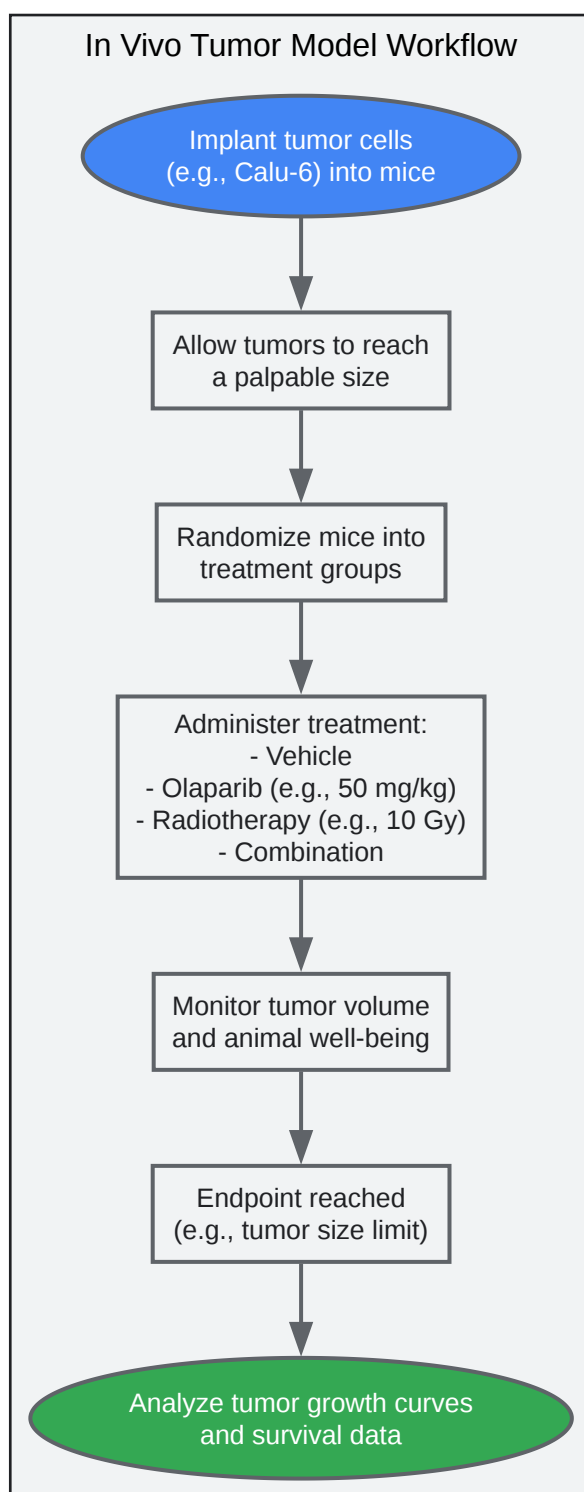 In Vivo Tumor Model Workflow
Implant tumor cells
(e.g., Calu-6) into mice
Allow tumors to reach
a palpable size
Randomize mice into
treatment groups
Administer treatment:
- Vehicle
- Olaparib (e.g., 50 mg/kg)
- Radiotherapy (e.g., 10 Gy)
- Combination
Monitor tumor volume
and animal well-being
Endpoint reached
(e.g., tumor size limit)
Analyze tumor growth curves
and survival data